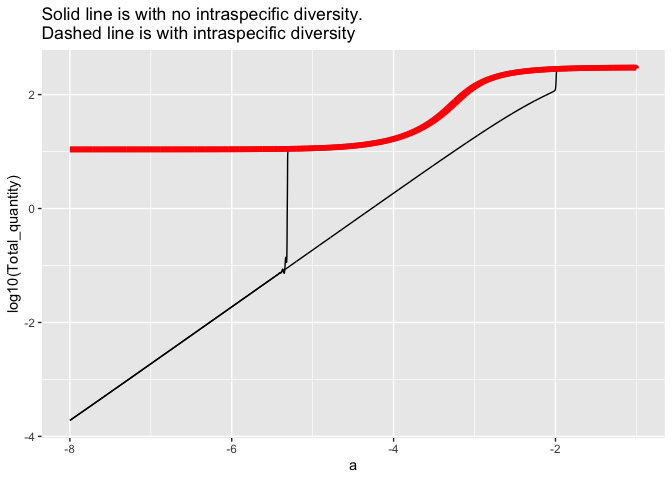 Solid line is with no intraspecific diversity.
Dashed line is with intraspecific diversity
log10(Total_quantity)
2
0
-2
-4
-8
-6
-4
-2
a